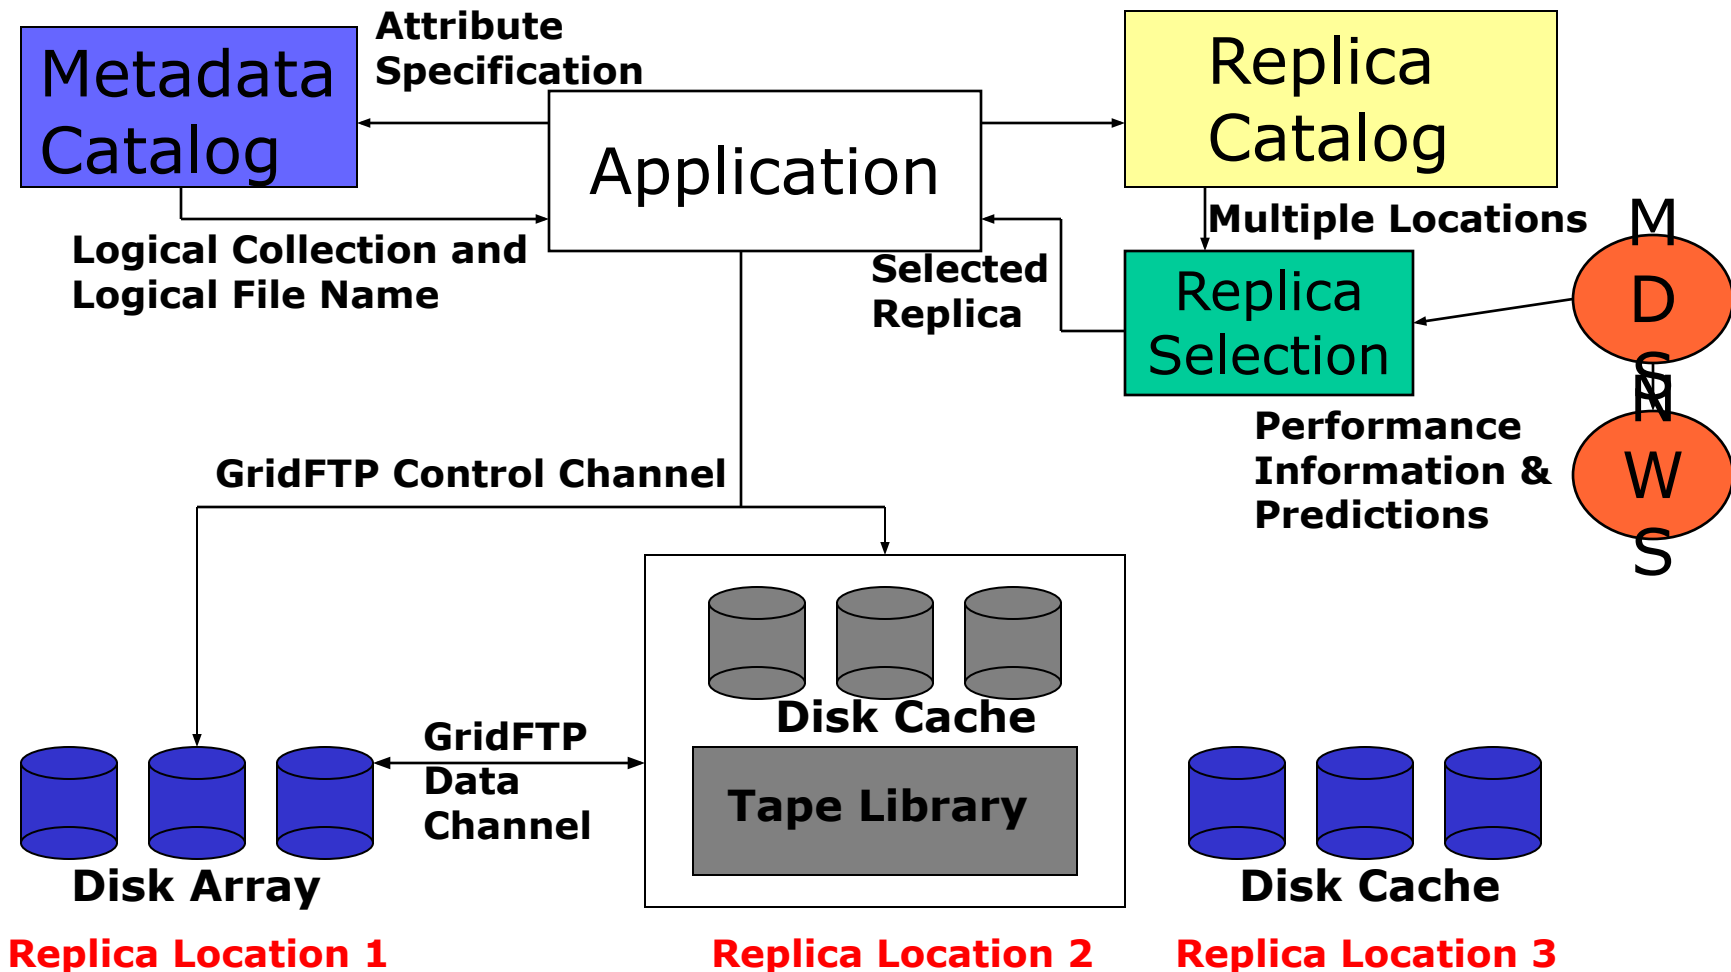 Metadata
Catalog
Attribute
Specification
Application
Replica
Catalog
Logical Collection and
Logical File Name
Multiple Locations
Selected
Replica
Replica
Selection
M
D
S
N
W
S
Performance
Information &
Predictions
GridFTP Control Channel
Disk Cache
Tape Library
GridFTP
Data
Channel
Disk Array
Disk Cache
Replica Location 1
Replica Location 2
Replica Location 3